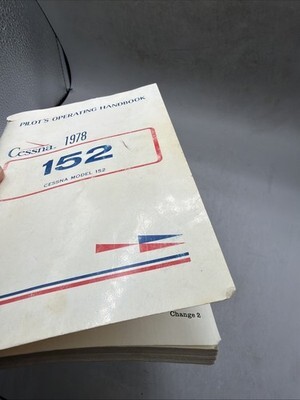 PILOT'S OPERATING HANDBOOK
Cessna 1978
152
CESSNA MODEL 152
Change 2